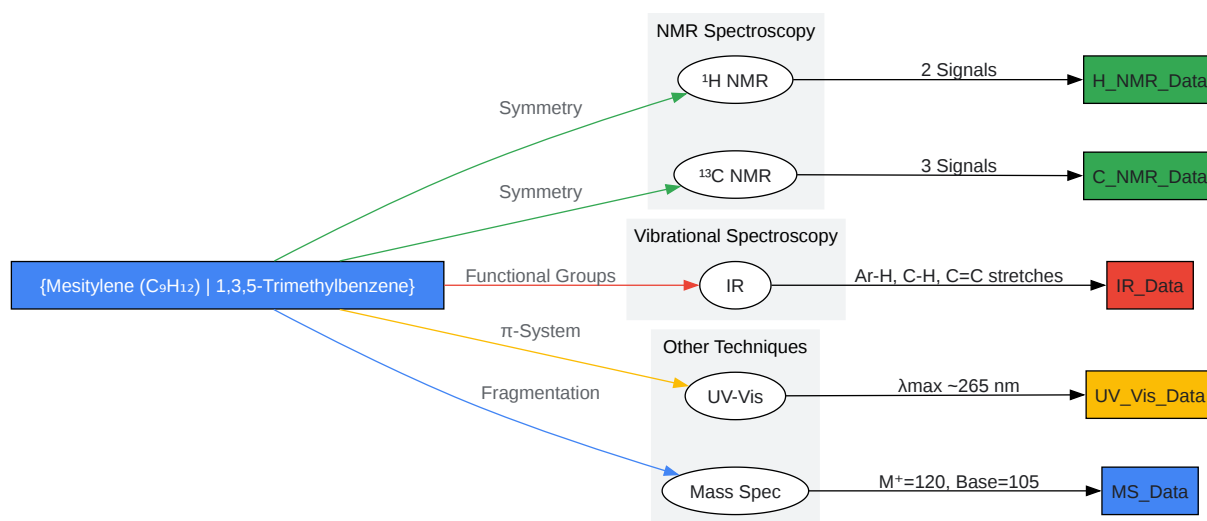 NMR Spectroscopy
¹H NMR
2 Signals
H_NMR_Data
Symmetry
¹³C NMR
3 Signals
C_NMR_Data
Symmetry
Vibrational Spectroscopy
{Mesitylene (C₉H₁₂) | 1,3,5-Trimethylbenzene}
Functional Groups
IR
Ar-H, C-H, C=C stretches
IR_Data
π-System
Other Techniques
UV-Vis
λmax ~265 nm
UV_Vis_Data
Fragmentation
Mass Spec
M⁺=120, Base=105
MS_Data